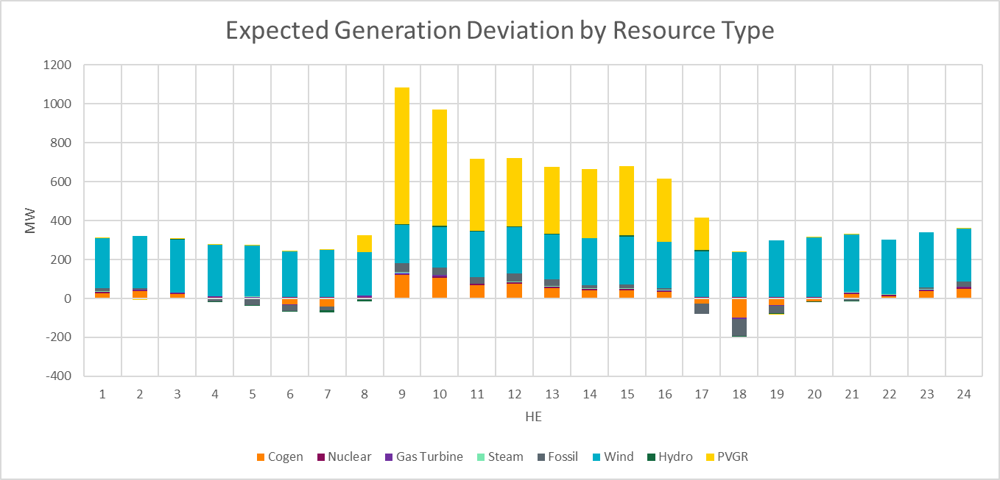 Expected Generation Deviation by Resource Type
1200
1000
800
600
400
200
0
-200
-400
MW
1 2 3 4 5 6 7 8 9 10 11 12 13 14 15 16 17 18 19 20 21 22 23 24
HE
Cogen Nuclear Gas Turbine Steam Fossil Wind Hydro PVGR